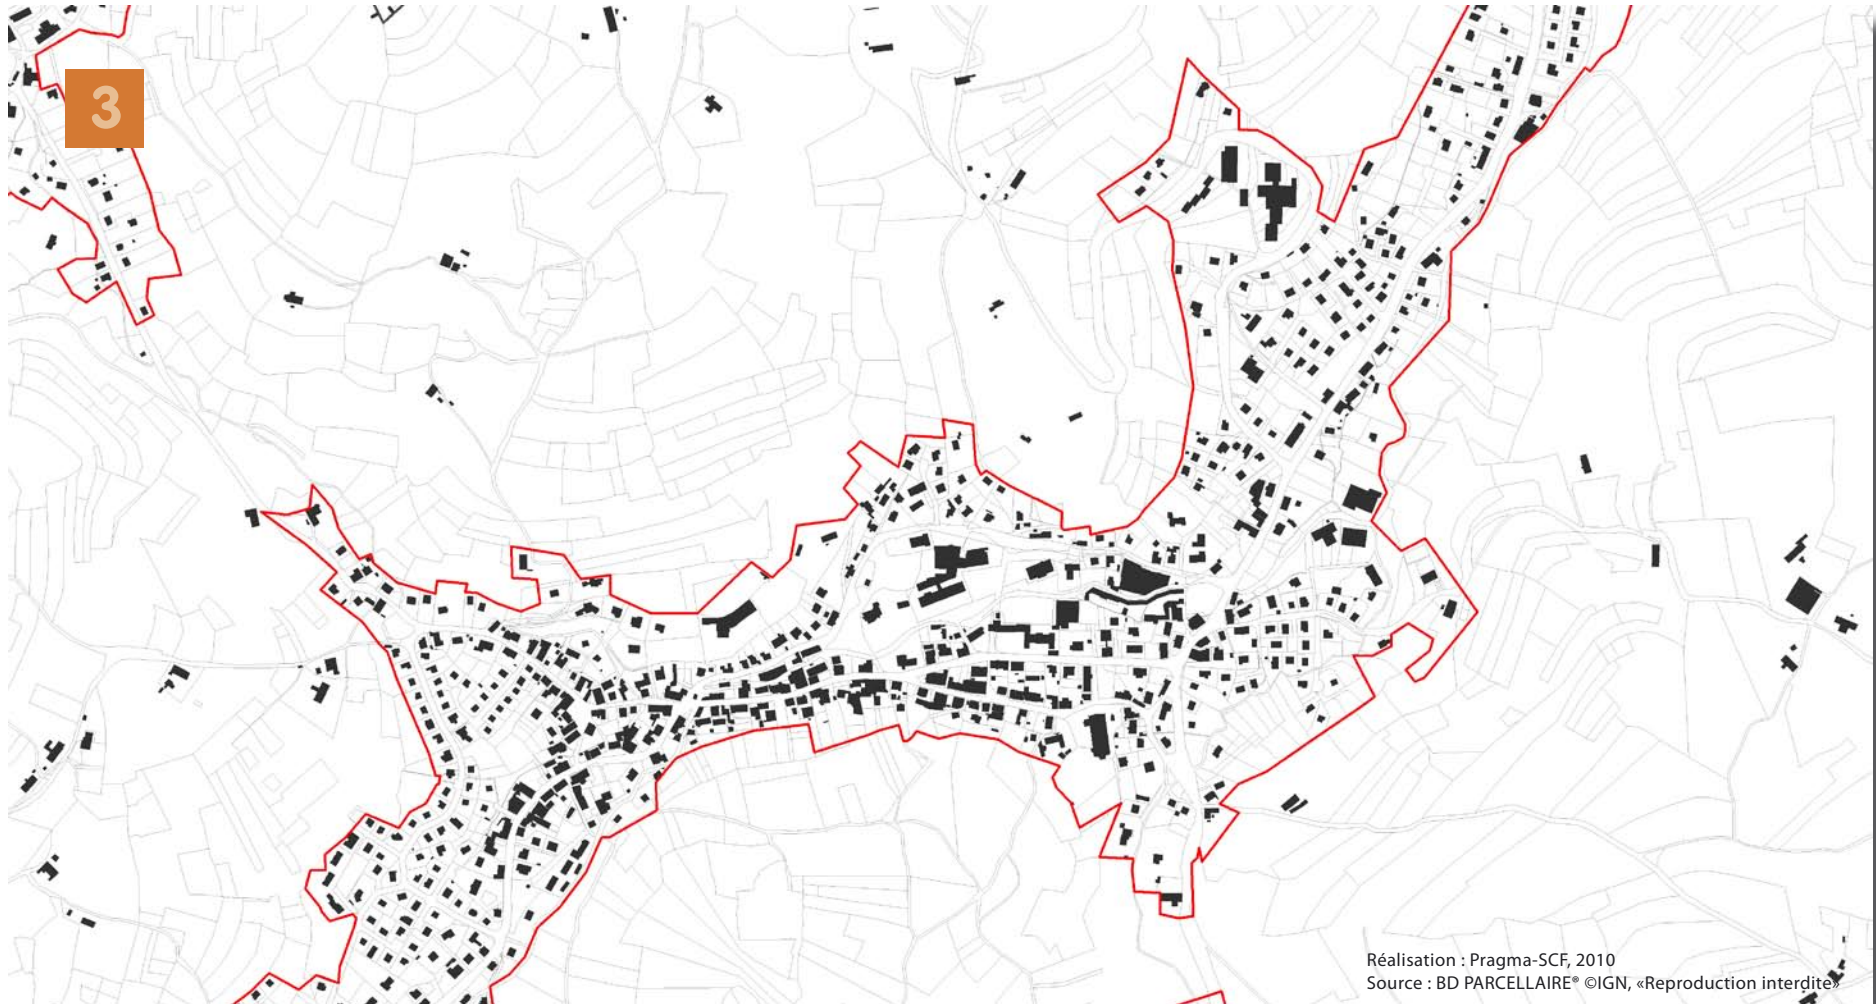 3
Réalisation : Pragma-SCF, 2010
Source : BD PARCELLAIRE® ©IGN, «Reproduction interdite»